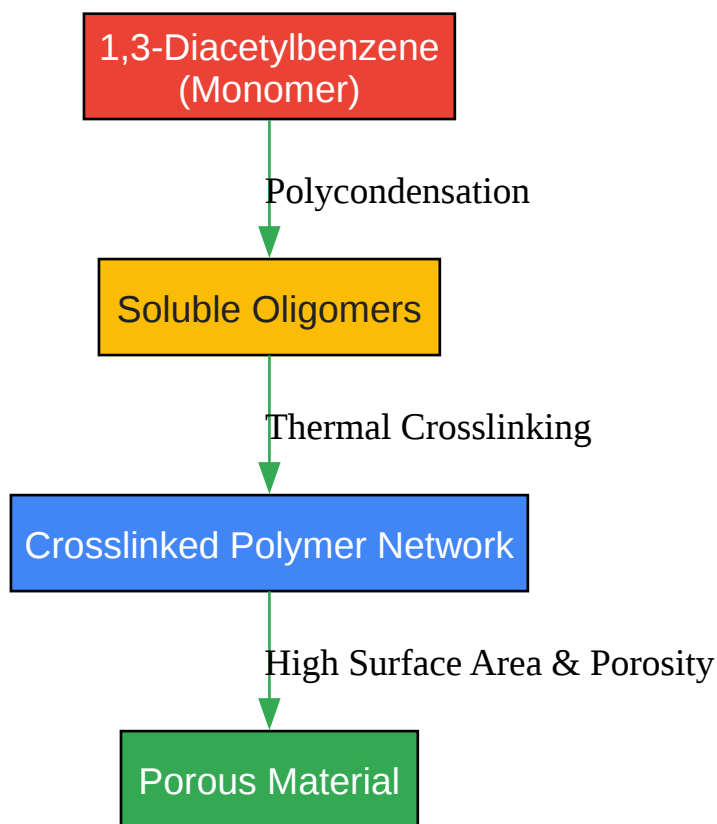 1,3-Diacetylbenzene
(Monomer)
Polycondensation
Soluble Oligomers
Thermal Crosslinking
Crosslinked Polymer Network
High Surface Area & Porosity
Porous Material